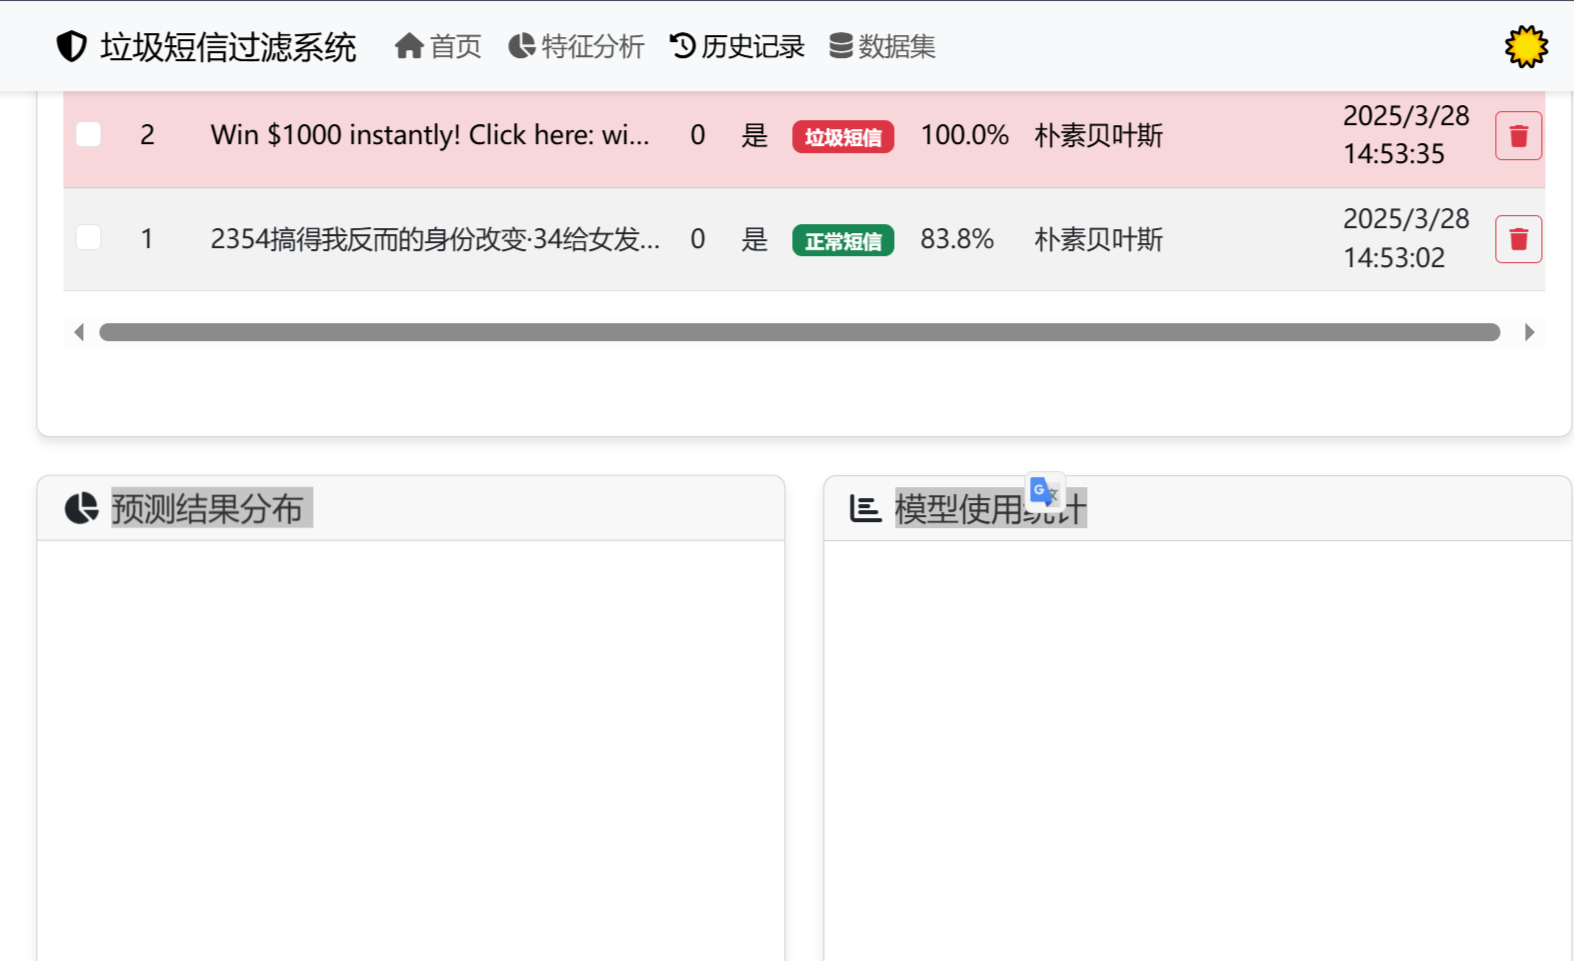 垃圾短信过滤系统 首页 特征分析 历史记录 数据集
2 Win $1000 instantly! Click here: wi... 0 是 垃圾短信 100.0% 朴素贝叶斯 2025/3/28
14:53:35
1 2354搞得我反而的身份改变·34给女发... 0 是 正常短信 83.8% 朴素贝叶斯 2025/3/28
14:53:02
预测结果分布
模型使用统计